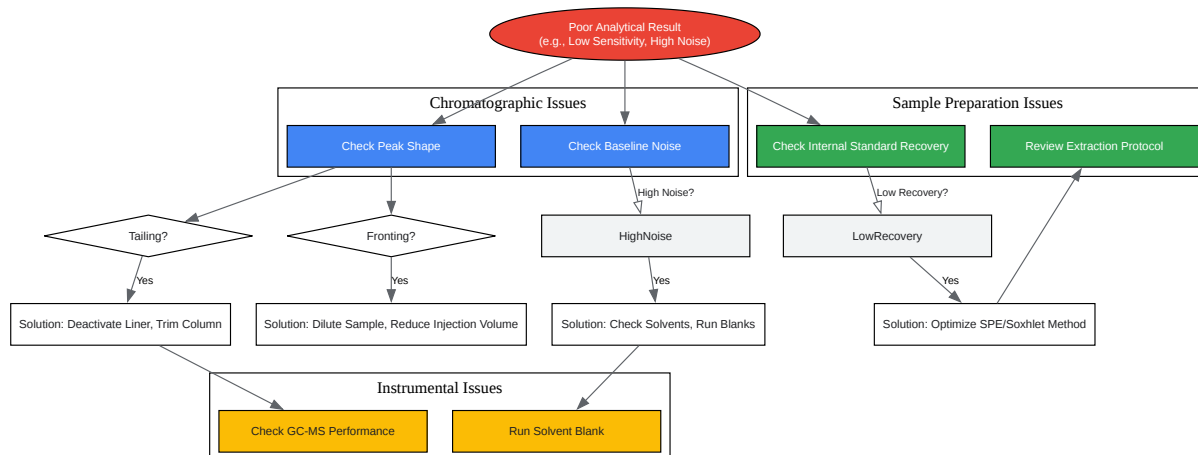 Poor Analytical Result
(e.g., Low Sensitivity, High Noise)
Chromatographic Issues
Sample Preparation Issues
Check Peak Shape
Check Baseline Noise
Check Internal Standard Recovery
Review Extraction Protocol
High Noise?
Low Recovery?
Tailing?
Fronting?
HighNoise
LowRecovery
Yes
Yes
Yes
Yes
Solution: Deactivate Liner, Trim Column
Solution: Dilute Sample, Reduce Injection Volume
Solution: Check Solvents, Run Blanks
Solution: Optimize SPE/Soxhlet Method
Instrumental Issues
Check GC-MS Performance
Run Solvent Blank